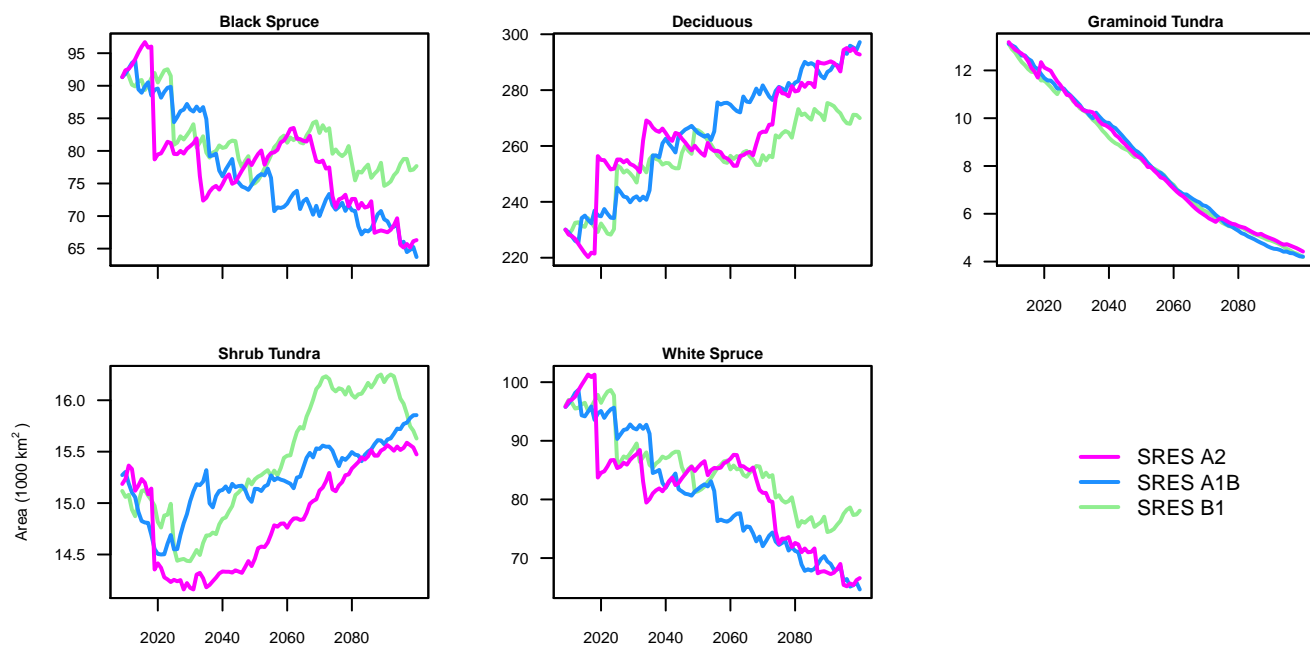 Black Spruce
95
90
85
80
75
70
65
Deciduous
300
280
260
240
220
Graminoid Tundra
12
10
8
6
4
2020 2040 2060 2080
Shrub Tundra
Area (1000 km²)
16.0
15.5
15.0
14.5
2020 2040 2060 2080
White Spruce
100
90
80
70
2020 2040 2060 2080
SRES A2
SRES A1B
SRES B1